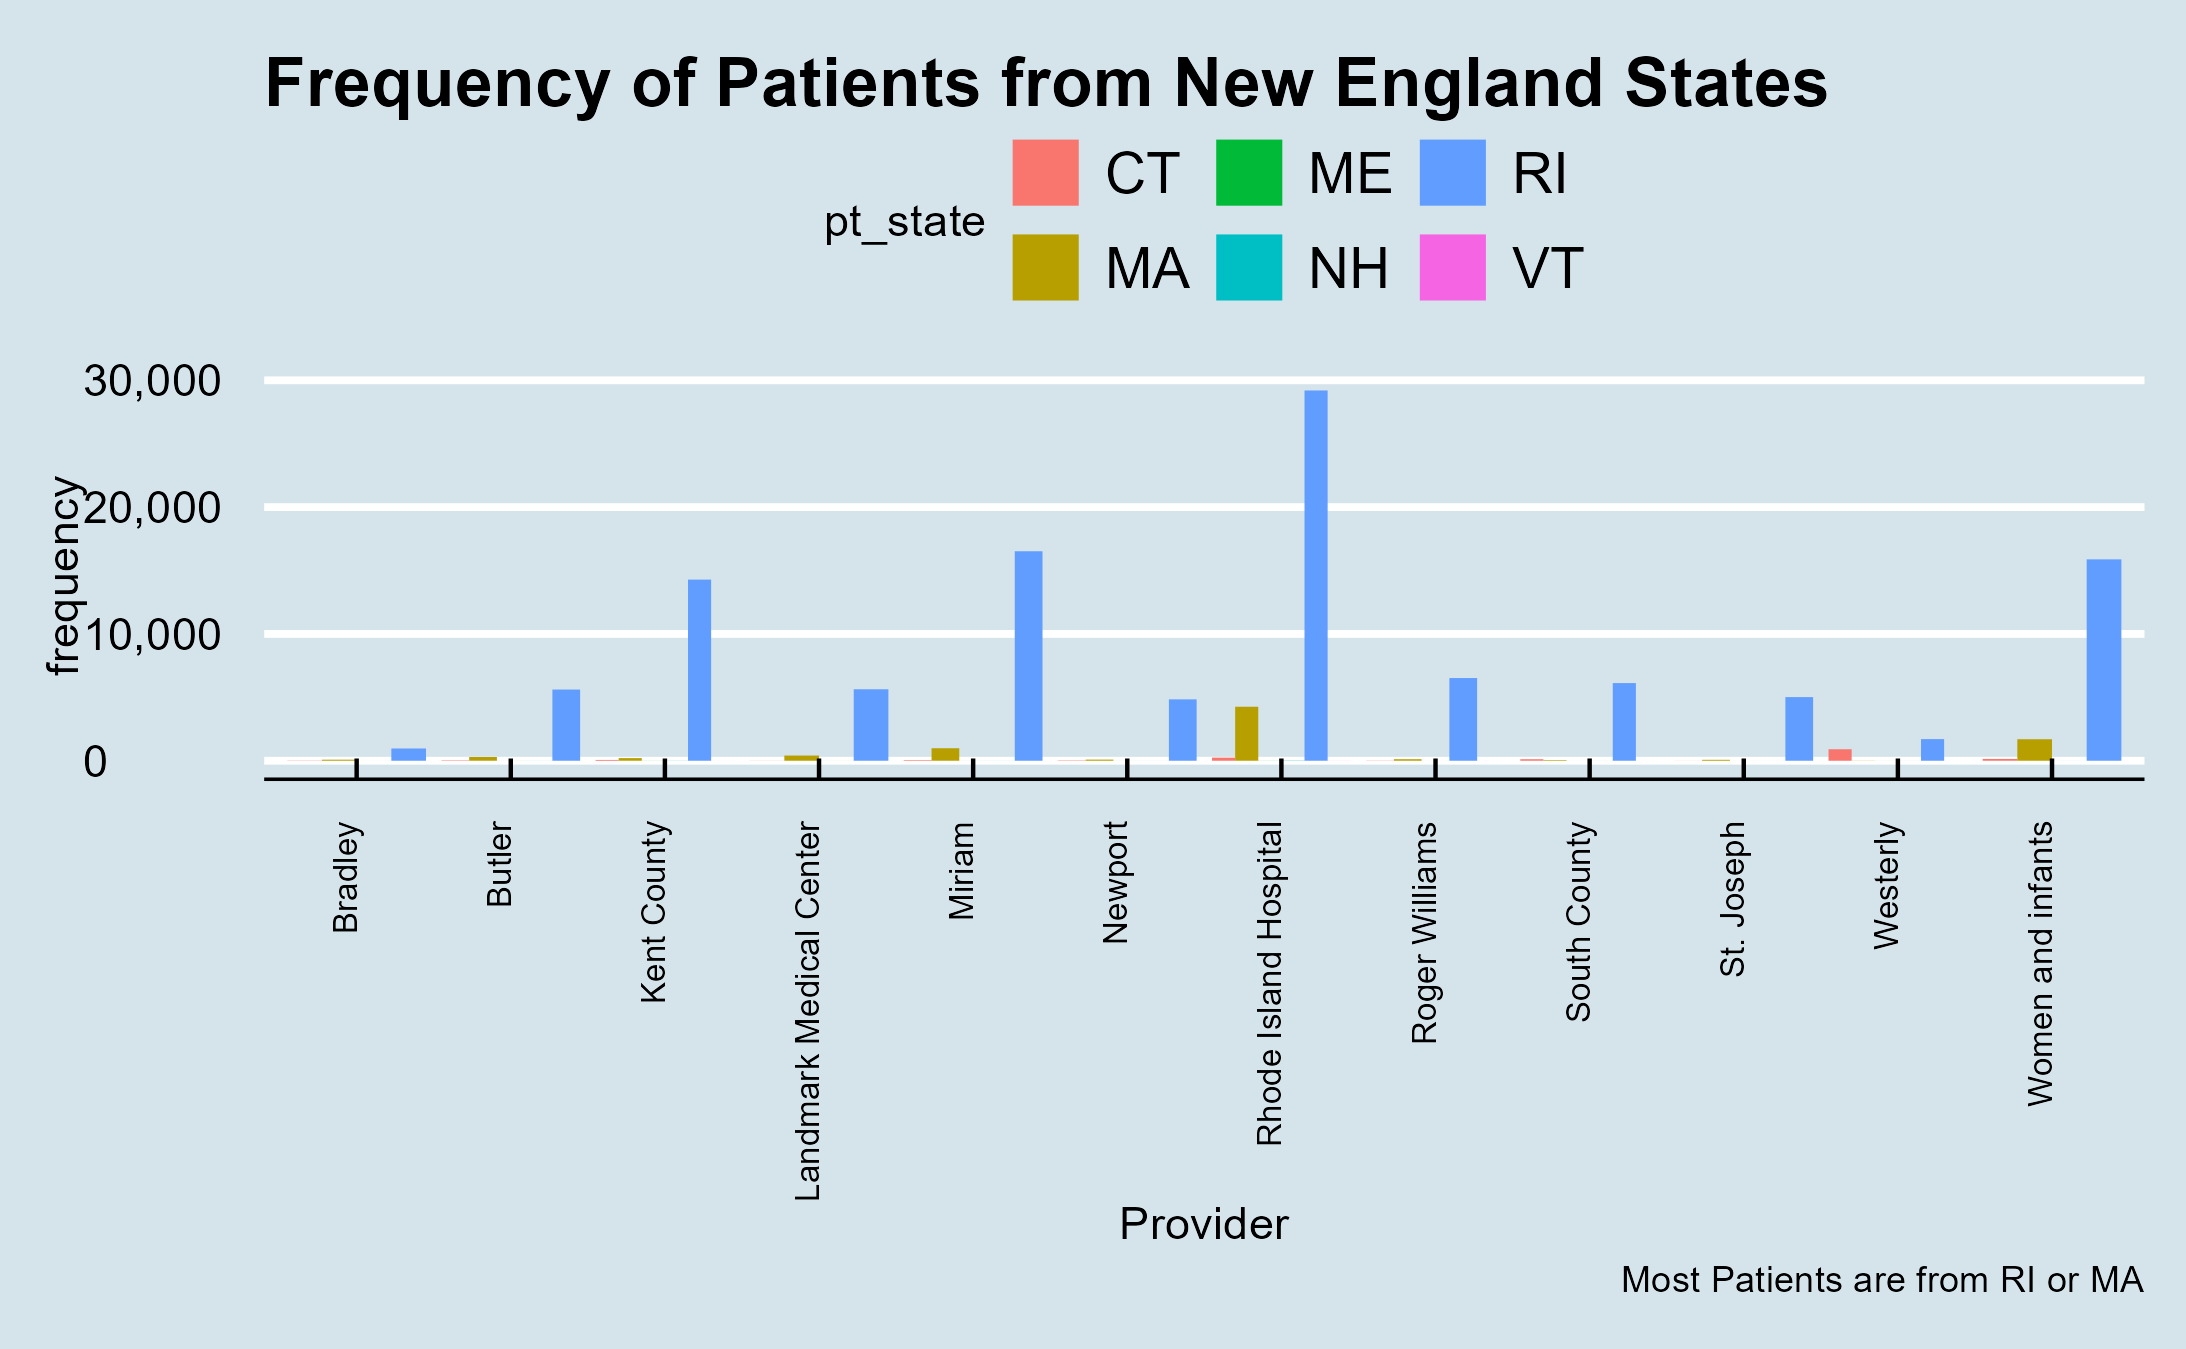 Frequency of Patients from New England States
pt_state
CT
ME
RI
MA
NH
VT
frequency
30,000
20,000
10,000
0
Bradley
Butler
Kent County
Landmark Medical Center
Miriam
Newport
Rhode Island Hospital
Roger Williams
South County
St. Joseph
Westerly
Women and infants
Provider
Most Patients are from RI or MA